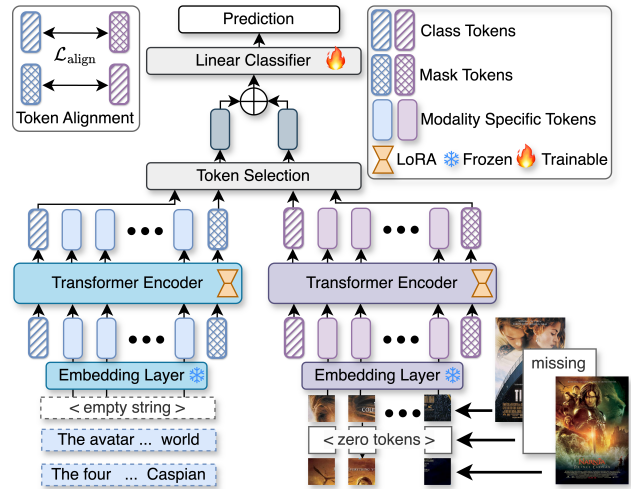 Prediction
Linear Classifier
ℒalign
Token Alignment
Class Tokens
Mask Tokens
Modality Specific Tokens
LoRA Frozen Trainable
Token Selection
Transformer Encoder
Transformer Encoder
Embedding Layer
Embedding Layer
< empty string >
The avatar ... world
The four ... Caspian
< zero tokens >
missing